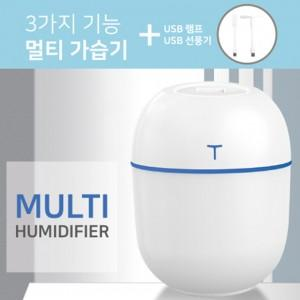 3가지 기능
멀티 가습기
+
USB 램프
USB 선풍기
T
MULTI
HUMIDIFIER